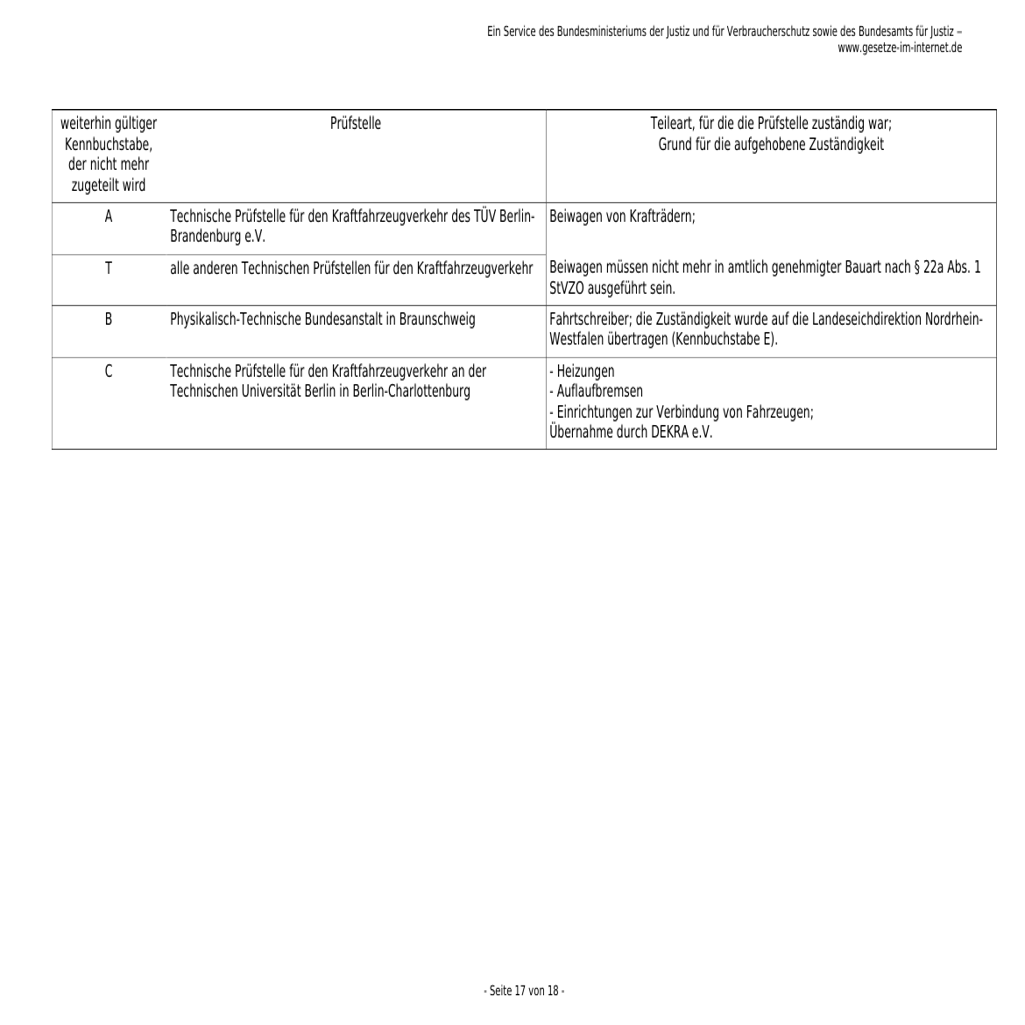 Ein Service des Bundesministeriums der Justiz und für Verbraucherschutz sowie des Bundesamts für Justiz –
www.gesetze-im-internet.de
weiterhin gültiger
Kennbuchstabe,
der nicht mehr
zugeteilt wird
Prüfstelle
Teileart, für die die Prüfstelle zuständig war;
Grund für die aufgehobene Zuständigkeit
A
Technische Prüfstelle für den Kraftfahrzeugverkehr des TÜV Berlin-
Brandenburg e.V.
Beiwagen von Krafträdern;
T
alle anderen Technischen Prüfstellen für den Kraftfahrzeugverkehr
Beiwagen müssen nicht mehr in amtlich genehmigter Bauart nach § 22a Abs. 1
StVZO ausgeführt sein.
B
Physikalisch-Technische Bundesanstalt in Braunschweig
Fahrtschreiber; die Zuständigkeit wurde auf die Landeseichdirektion Nordrhein-
Westfalen übertragen (Kennbuchstabe E).
C
Technische Prüfstelle für den Kraftfahrzeugverkehr an der
Technischen Universität Berlin in Berlin-Charlottenburg
- Heizungen
- Auflaufbremsen
- Einrichtungen zur Verbindung von Fahrzeugen;
Übernahme durch DEKRA e.V.
- Seite 17 von 18 -